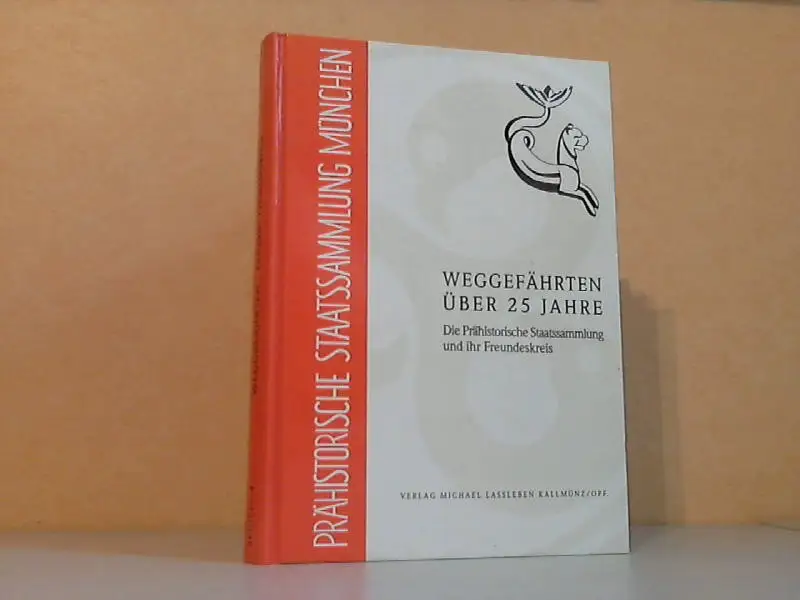 PRÄHISTORISCHE STAATSSAMMLUNG MÜNCHEN
WEGGEFÄHRTEN
ÜBER 25 JAHRE
Die Prähistorische Staatssammlung
und ihr Freundeskreis
VERLAG MICHAEL LASSLEBEN KALLMÜNZ/OPF